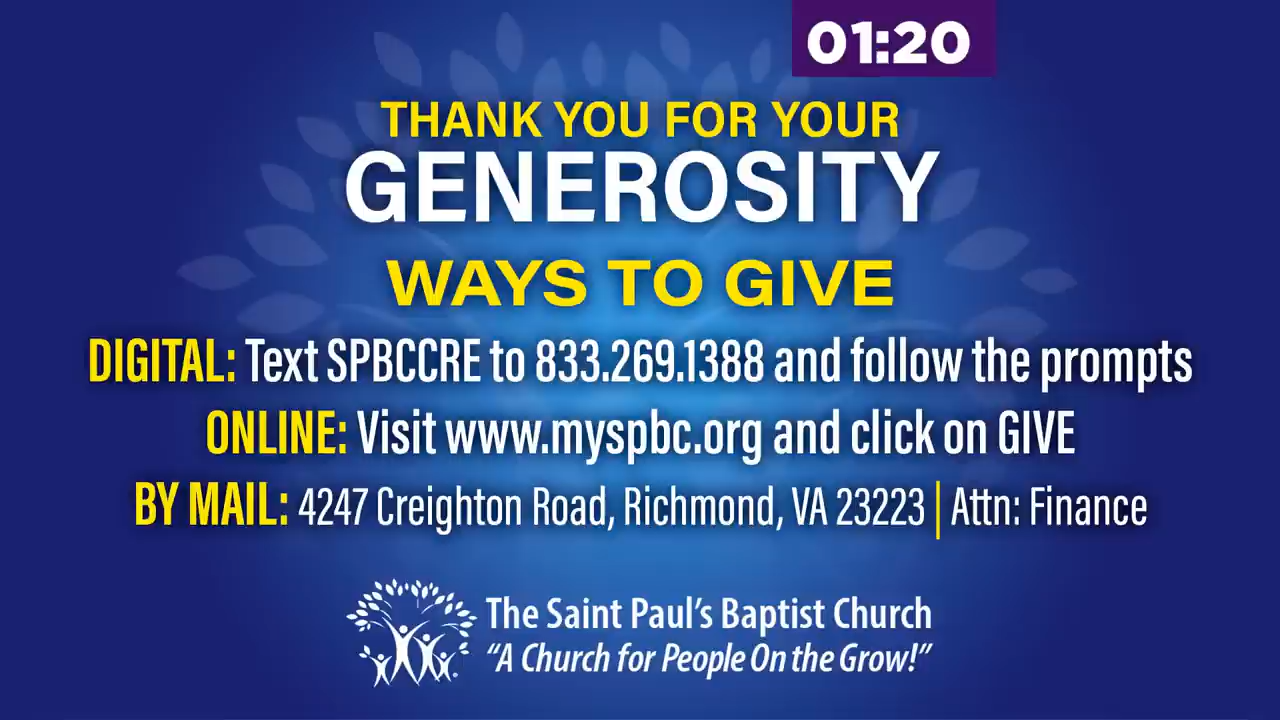 01:20
THANK YOU FOR YOUR
GENEROSITY
WAYS TO GIVE
DIGITAL: Text SPBCCRE to 833.269.1388 and follow the prompts
ONLINE: Visit www.myspbc.org and click on GIVE
BY MAIL: 4247 Creighton Road, Richmond, VA 23223 | Attn: Finance
The Saint Paul's Baptist Church
"A Church for People On the Grow!"